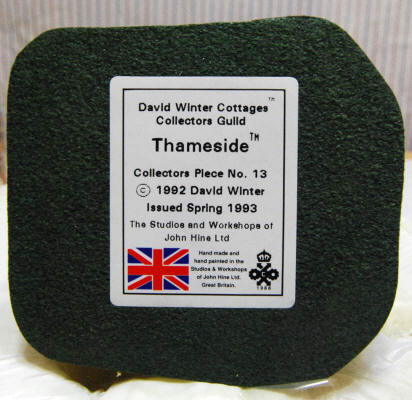 David Winter Cottages™
Collectors Guild
Thameside™
Collectors Piece No. 13
© 1992 David Winter
Issued Spring 1993
The Studios and Workshops of
John Hine Ltd
Hand made and
hand painted in the
Studios & Workshops
of John Hine Ltd.
Great Britain.
1988